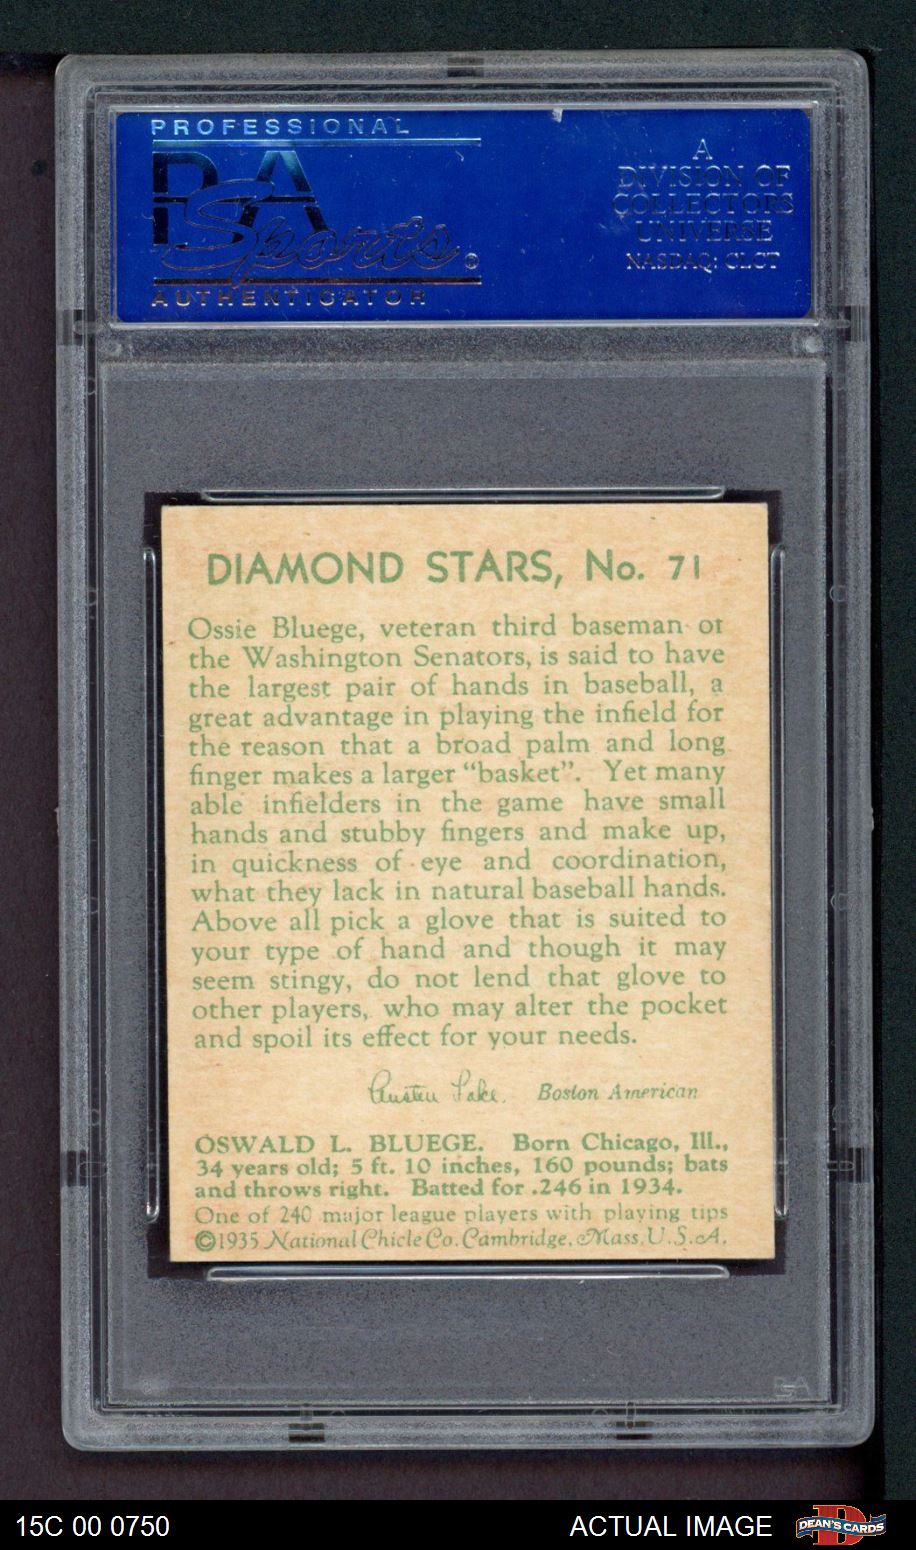 PROFESSIONAL
PSA
Sports
AUTHENTICATOR
A
DIVISION OF
COLLECTORS
UNIVERSE
NASDAQ: CLCT
DIAMOND STARS, No. 71
Ossie Bluege, veteran third baseman of
the Washington Senators, is said to have
the largest pair of hands in baseball, a
great advantage in playing the infield for
the reason that a broad palm and long
finger makes a larger “basket”. Yet many
able infielders in the game have small
hands and stubby fingers and make up,
in quickness of eye and coordination,
what they lack in natural baseball hands.
Above all pick a glove that is suited to
your type of hand and though it may
seem stingy, do not lend that glove to
other players, who may alter the pocket
and spoil its effect for your needs.
Austen Lake. Boston American
OSWALD L. BLUEGE. Born Chicago, Ill.,
34 years old; 5 ft. 10 inches, 160 pounds; bats
and throws right. Batted for .246 in 1934.
One of 240 major league players with playing tips
©1935 National Chicle Co. Cambridge, Mass. U.S.A.
PSA
15C 00 0750
ACTUAL IMAGE
DEAN'S CARDS